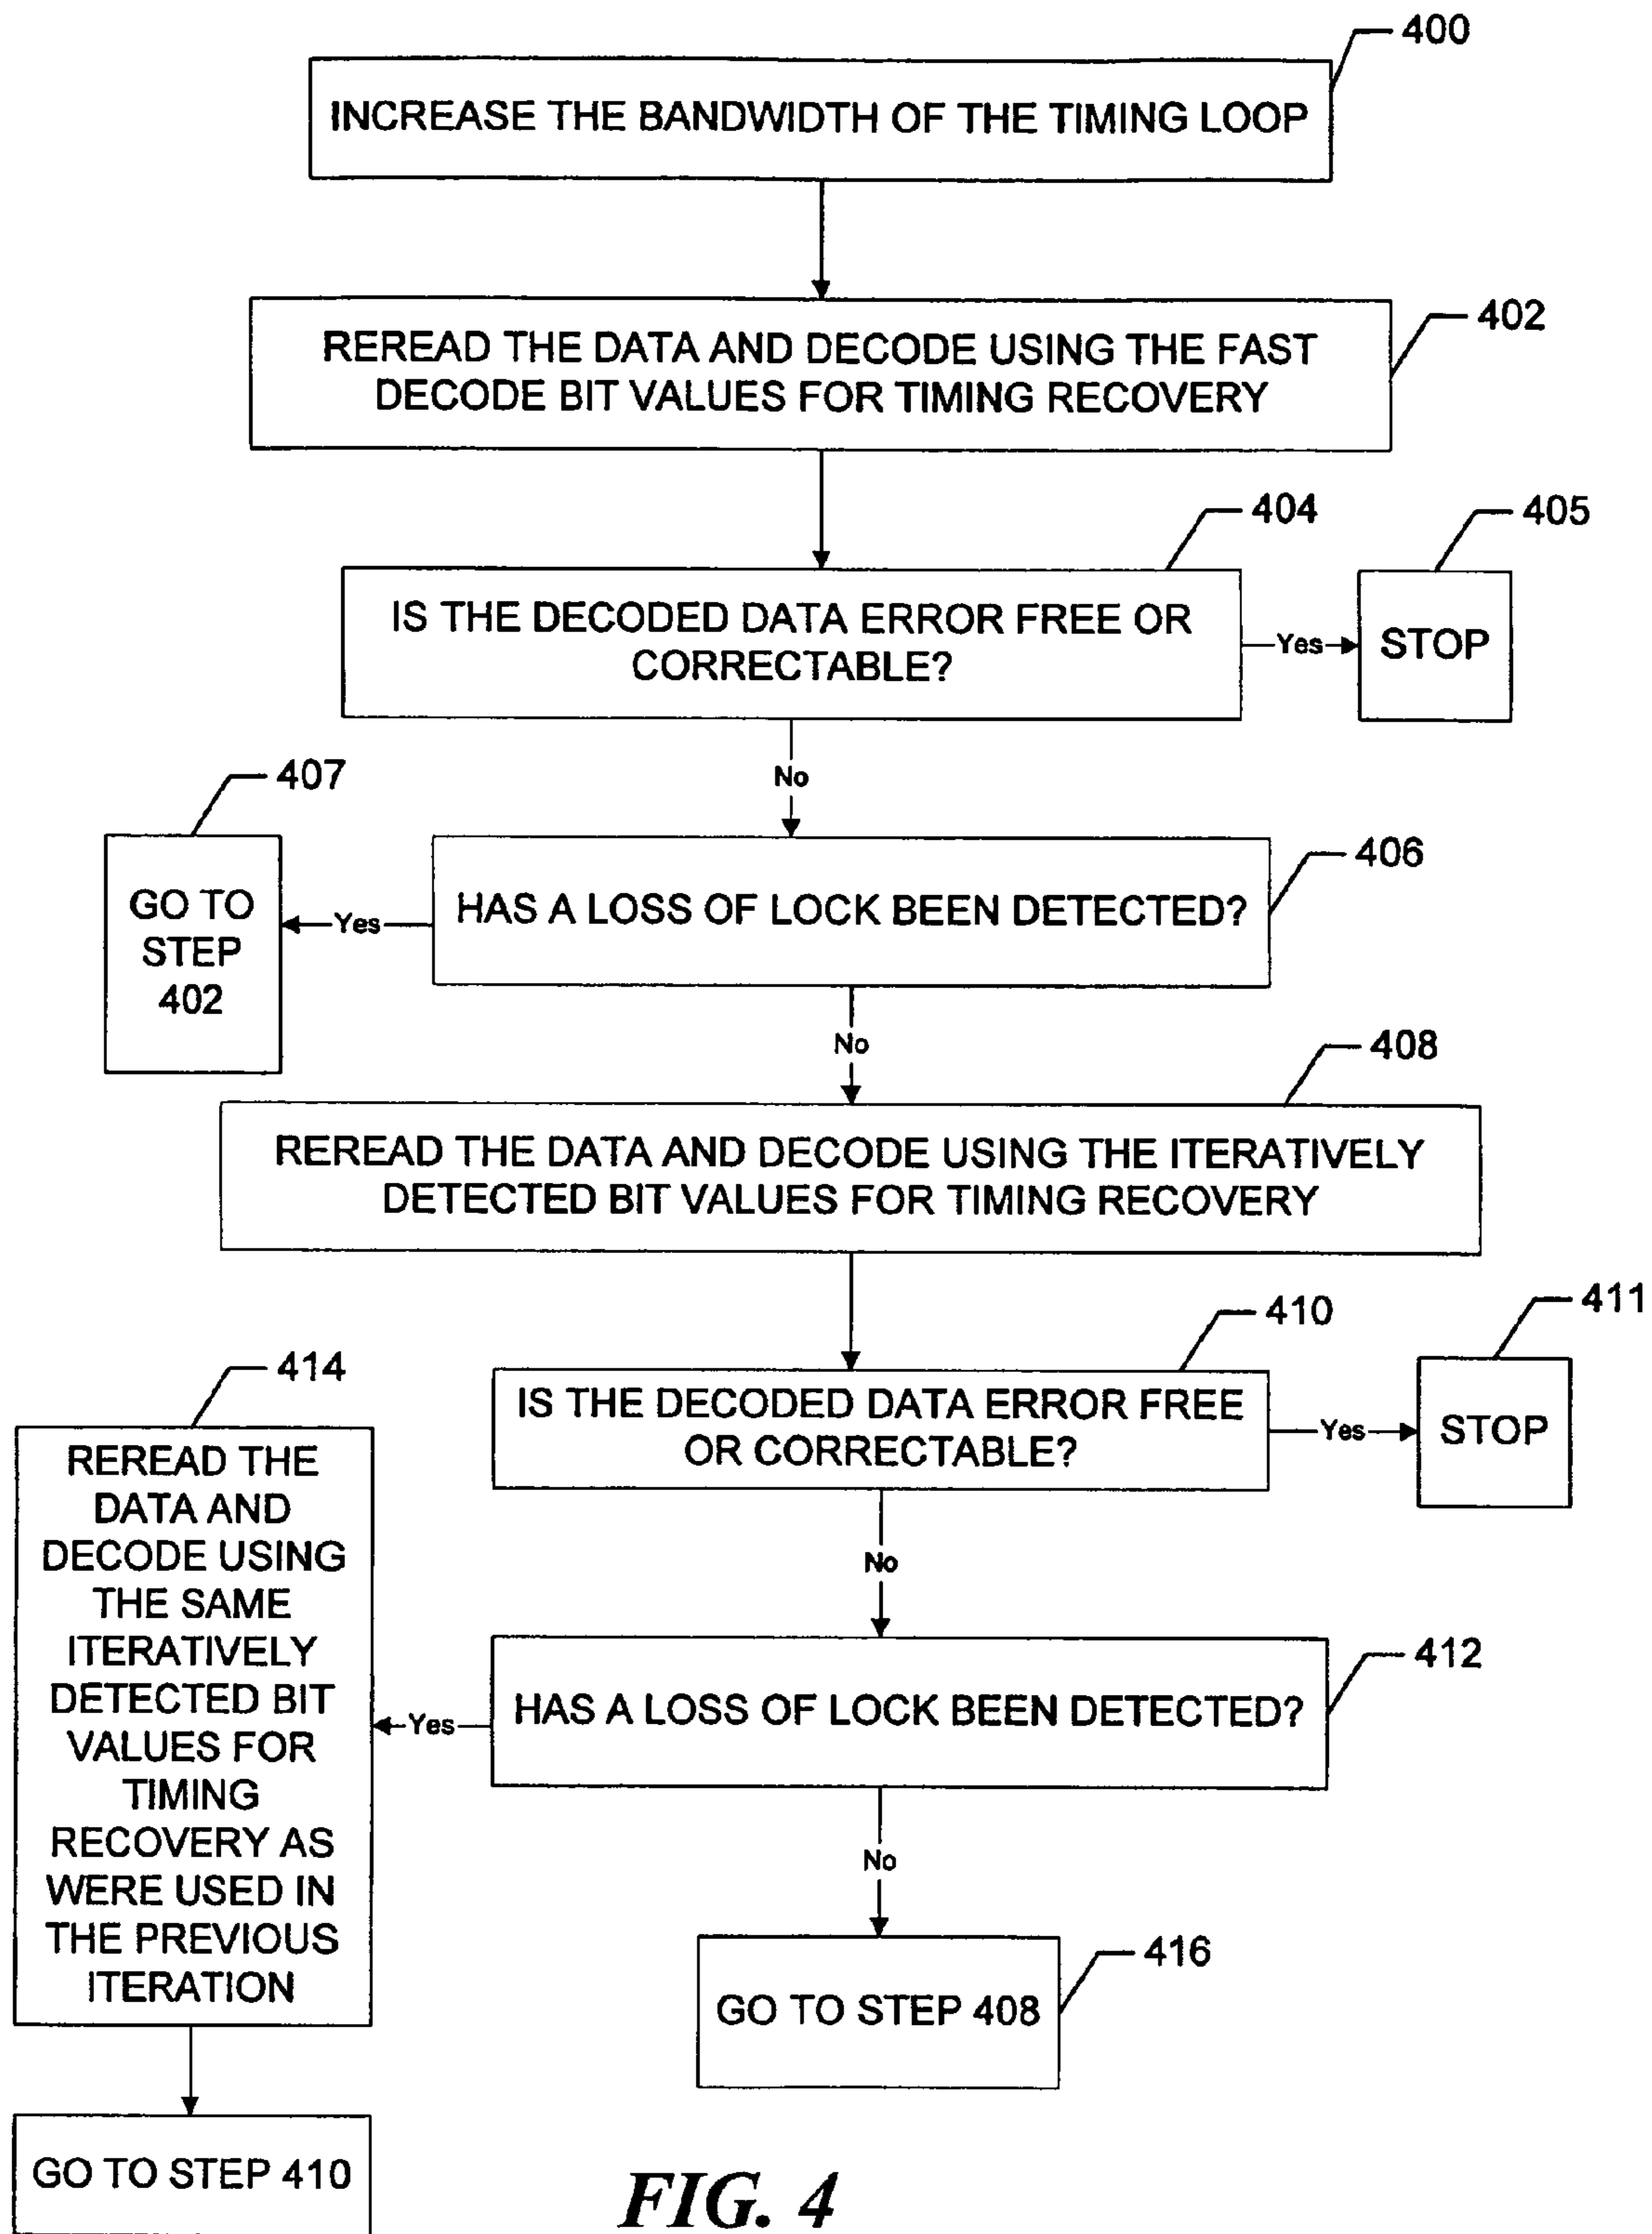 400
INCREASE THE BANDWIDTH OF THE TIMING LOOP
402
REREAD THE DATA AND DECODE USING THE FAST
DECODE BIT VALUES FOR TIMING RECOVERY
404
405
IS THE DECODED DATA ERROR FREE OR
CORRECTABLE?
Yes
STOP
No
407
406
GO TO
STEP
402
Yes
HAS A LOSS OF LOCK BEEN DETECTED?
No
408
REREAD THE DATA AND DECODE USING THE ITERATIVELY
DETECTED BIT VALUES FOR TIMING RECOVERY
410
411
IS THE DECODED DATA ERROR FREE
OR CORRECTABLE?
Yes
STOP
No
414
REREAD THE
DATA AND
DECODE USING
THE SAME
ITERATIVELY
DETECTED BIT
VALUES FOR
TIMING
RECOVERY AS
WERE USED IN
THE PREVIOUS
ITERATION
412
HAS A LOSS OF LOCK BEEN DETECTED?
Yes
No
416
GO TO STEP 408
GO TO STEP 410
FIG. 4